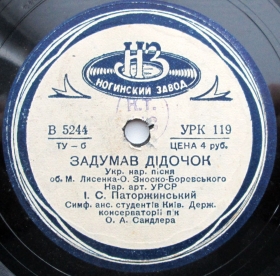 НЗ
НОГИНСКИЙ ЗАВОД
Н.Т.
В 5244 УРК 119
ТУ-б ЦЕНА 4 руб.
ЗАДУМАВ ДІДОЧОК
Укр. нар. пісня
об. М. Лисенка-О. Зноско-Боровського
Нар. арт. УРСР
І. С. Паторжинський
Симф. анс. студентів Київ. Держ.
консерваторії п/к
О. А. Сандлера